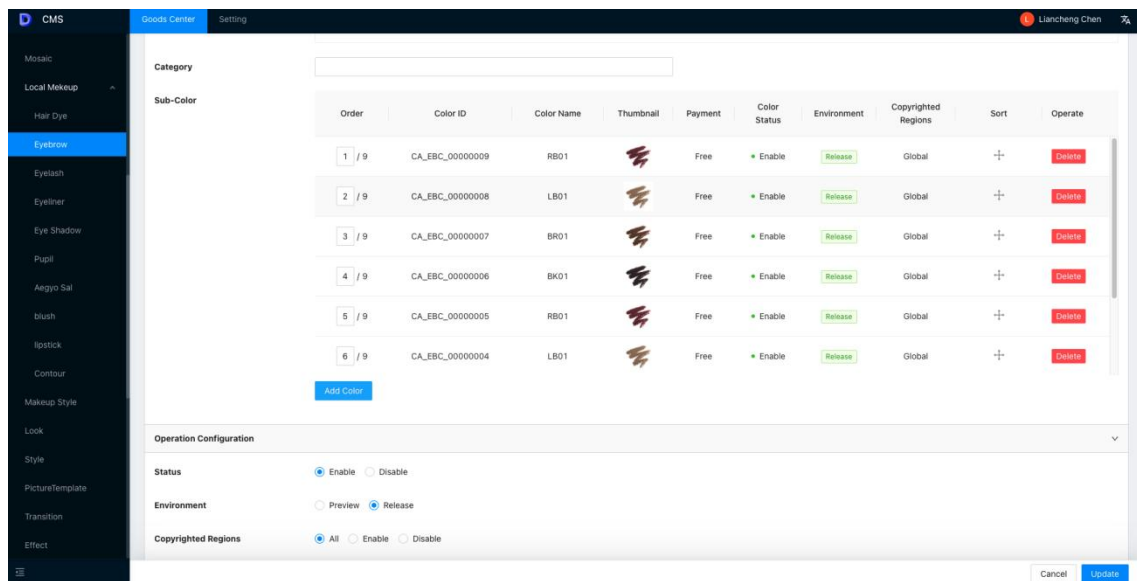 CMS
Goods Center
Setting
Liancheng Chen
Mosaic
Local Mekeup
Hair Dye
Eyebrow
Eyelash
Eyeliner
Eye Shadow
Pupil
Aegyo Sal
blush
lipstick
Contour
Makeup Style
Look
Style
PictureTemplate
Transition
Effect
Category
Sub-Color
Order Color ID Color Name Thumbnail Payment Color Status Environment Copyrighted Regions Sort Operate
1 / 9 CA_EBC_00000009 RB01 Free Enable Release Global Delete
2 / 9 CA_EBC_00000008 LB01 Free Enable Release Global Delete
3 / 9 CA_EBC_00000007 BR01 Free Enable Release Global Delete
4 / 9 CA_EBC_00000006 BK01 Free Enable Release Global Delete
5 / 9 CA_EBC_00000005 RB01 Free Enable Release Global Delete
6 / 9 CA_EBC_00000004 LB01 Free Enable Release Global Delete
Add Color
Operation Configuration
Status Enable Disable
Environment Preview Release
Copyrighted Regions All Enable Disable
Cancel Update